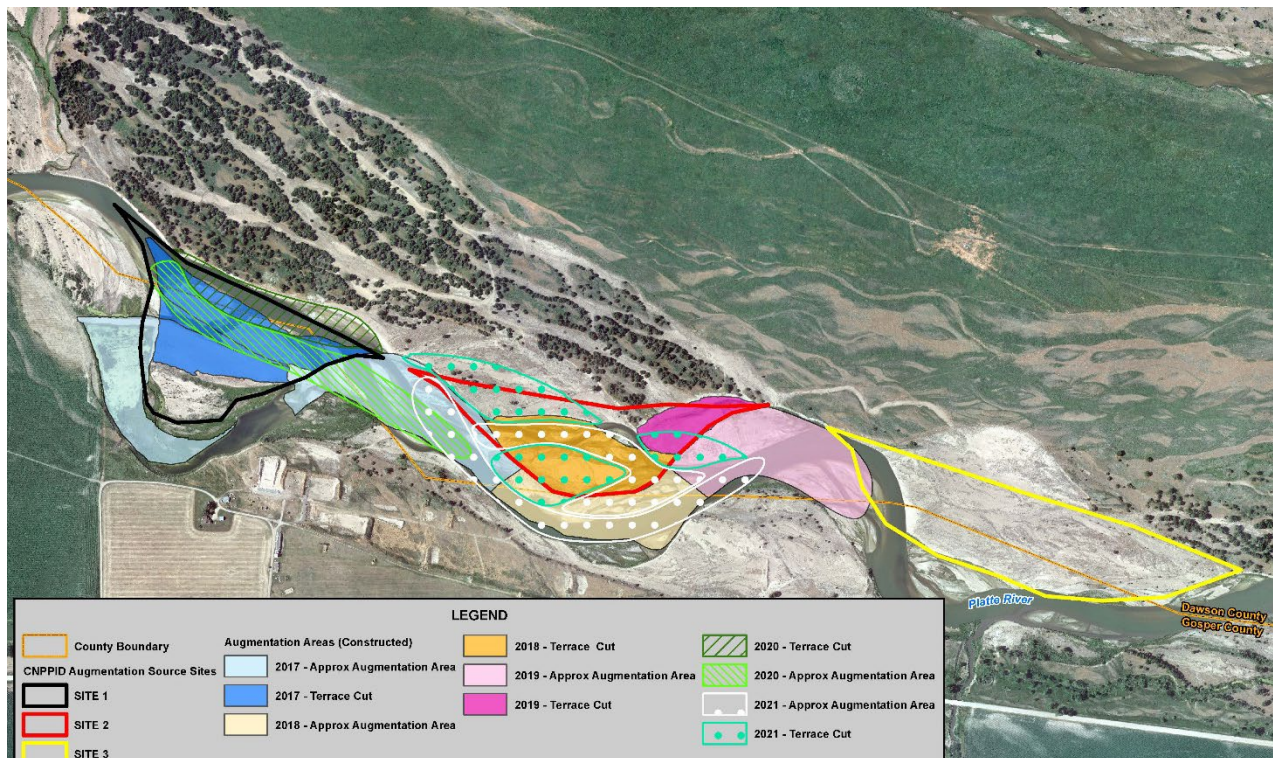 Platte River
Dawson County
Gosper County
LEGEND
County Boundary
CNPPID Augmentation Source Sites
SITE 1
SITE 2
SITE 3
Augmentation Areas (Constructed)
2017 - Approx Augmentation Area
2017 - Terrace Cut
2018 - Approx Augmentation Area
2018 - Terrace Cut
2019 - Approx Augmentation Area
2019 - Terrace Cut
2020 - Terrace Cut
2020 - Approx Augmentation Area
2021 - Approx Augmentation Area
2021 - Terrace Cut